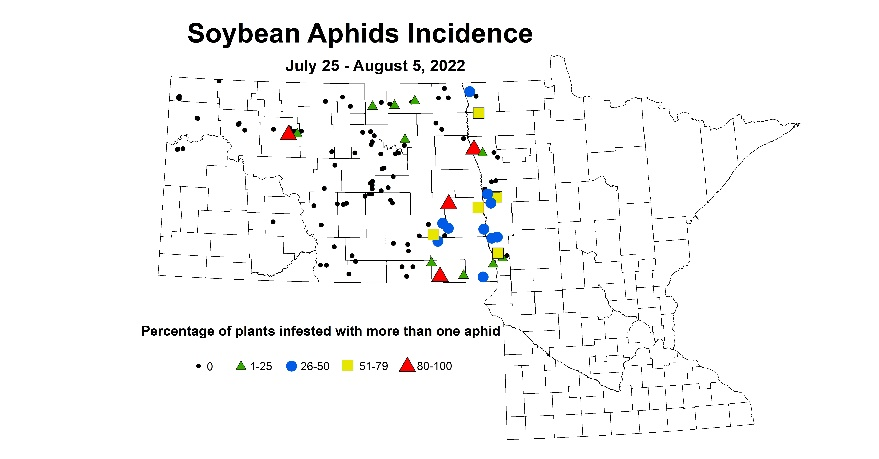 Soybean Aphids Incidence
July 25 - August 5, 2022
Percentage of plants infested with more than one aphid
0 1-25 26-50 51-79 80-100